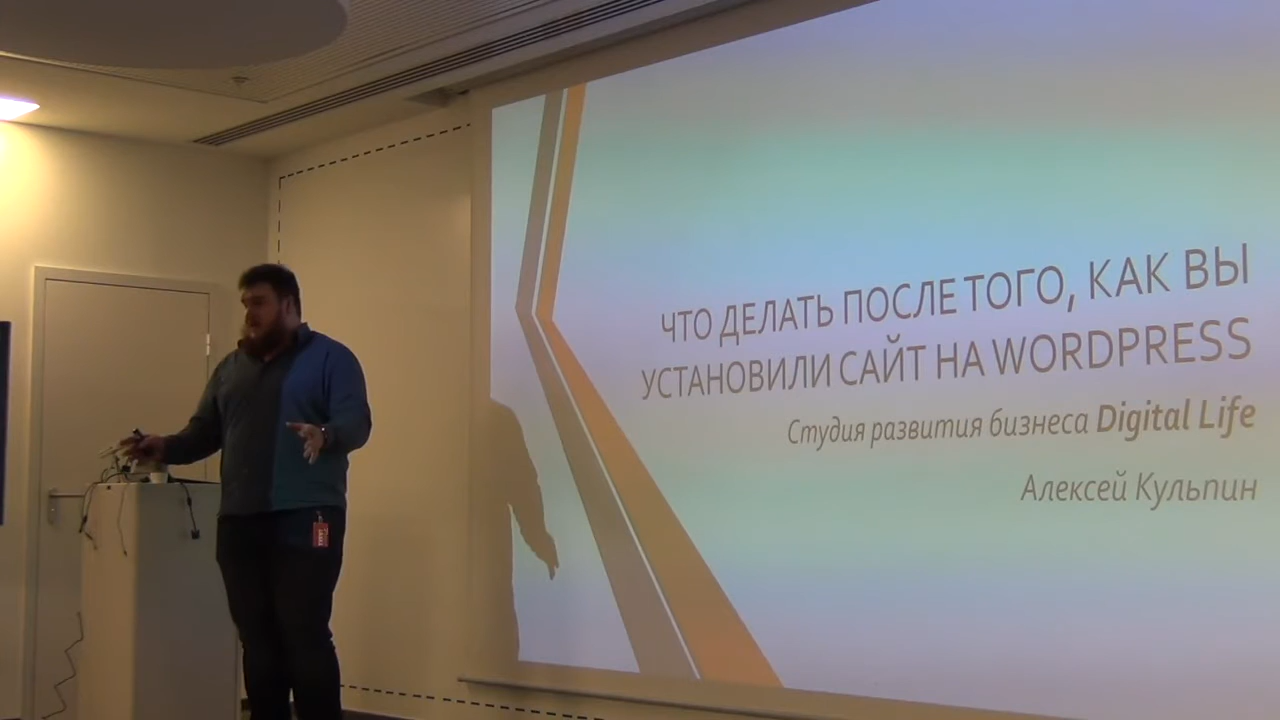 ЧТО ДЕЛАТЬ ПОСЛЕ ТОГО, КАК ВЫ
УСТАНОВИЛИ САЙТ НА WORDPRESS
Студия развития бизнеса Digital Life
Алексей Кульпин